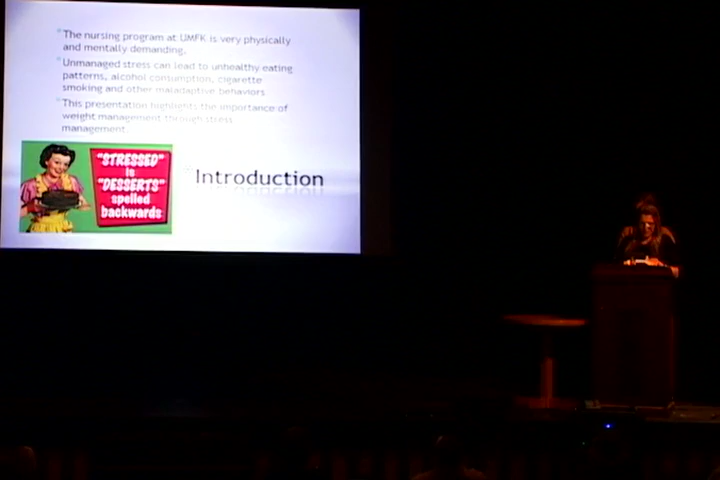 The nursing program at UMFK is very physically
and mentally demanding.
Unmanaged stress can lead to unhealthy eating
patterns, alcohol consumption, cigarette
smoking and other maladaptive behaviors
This presentation highlights the importance of
weight management through stress
management.
"STRESSED"
is
"DESSERTS"
spelled
backwards
Introduction